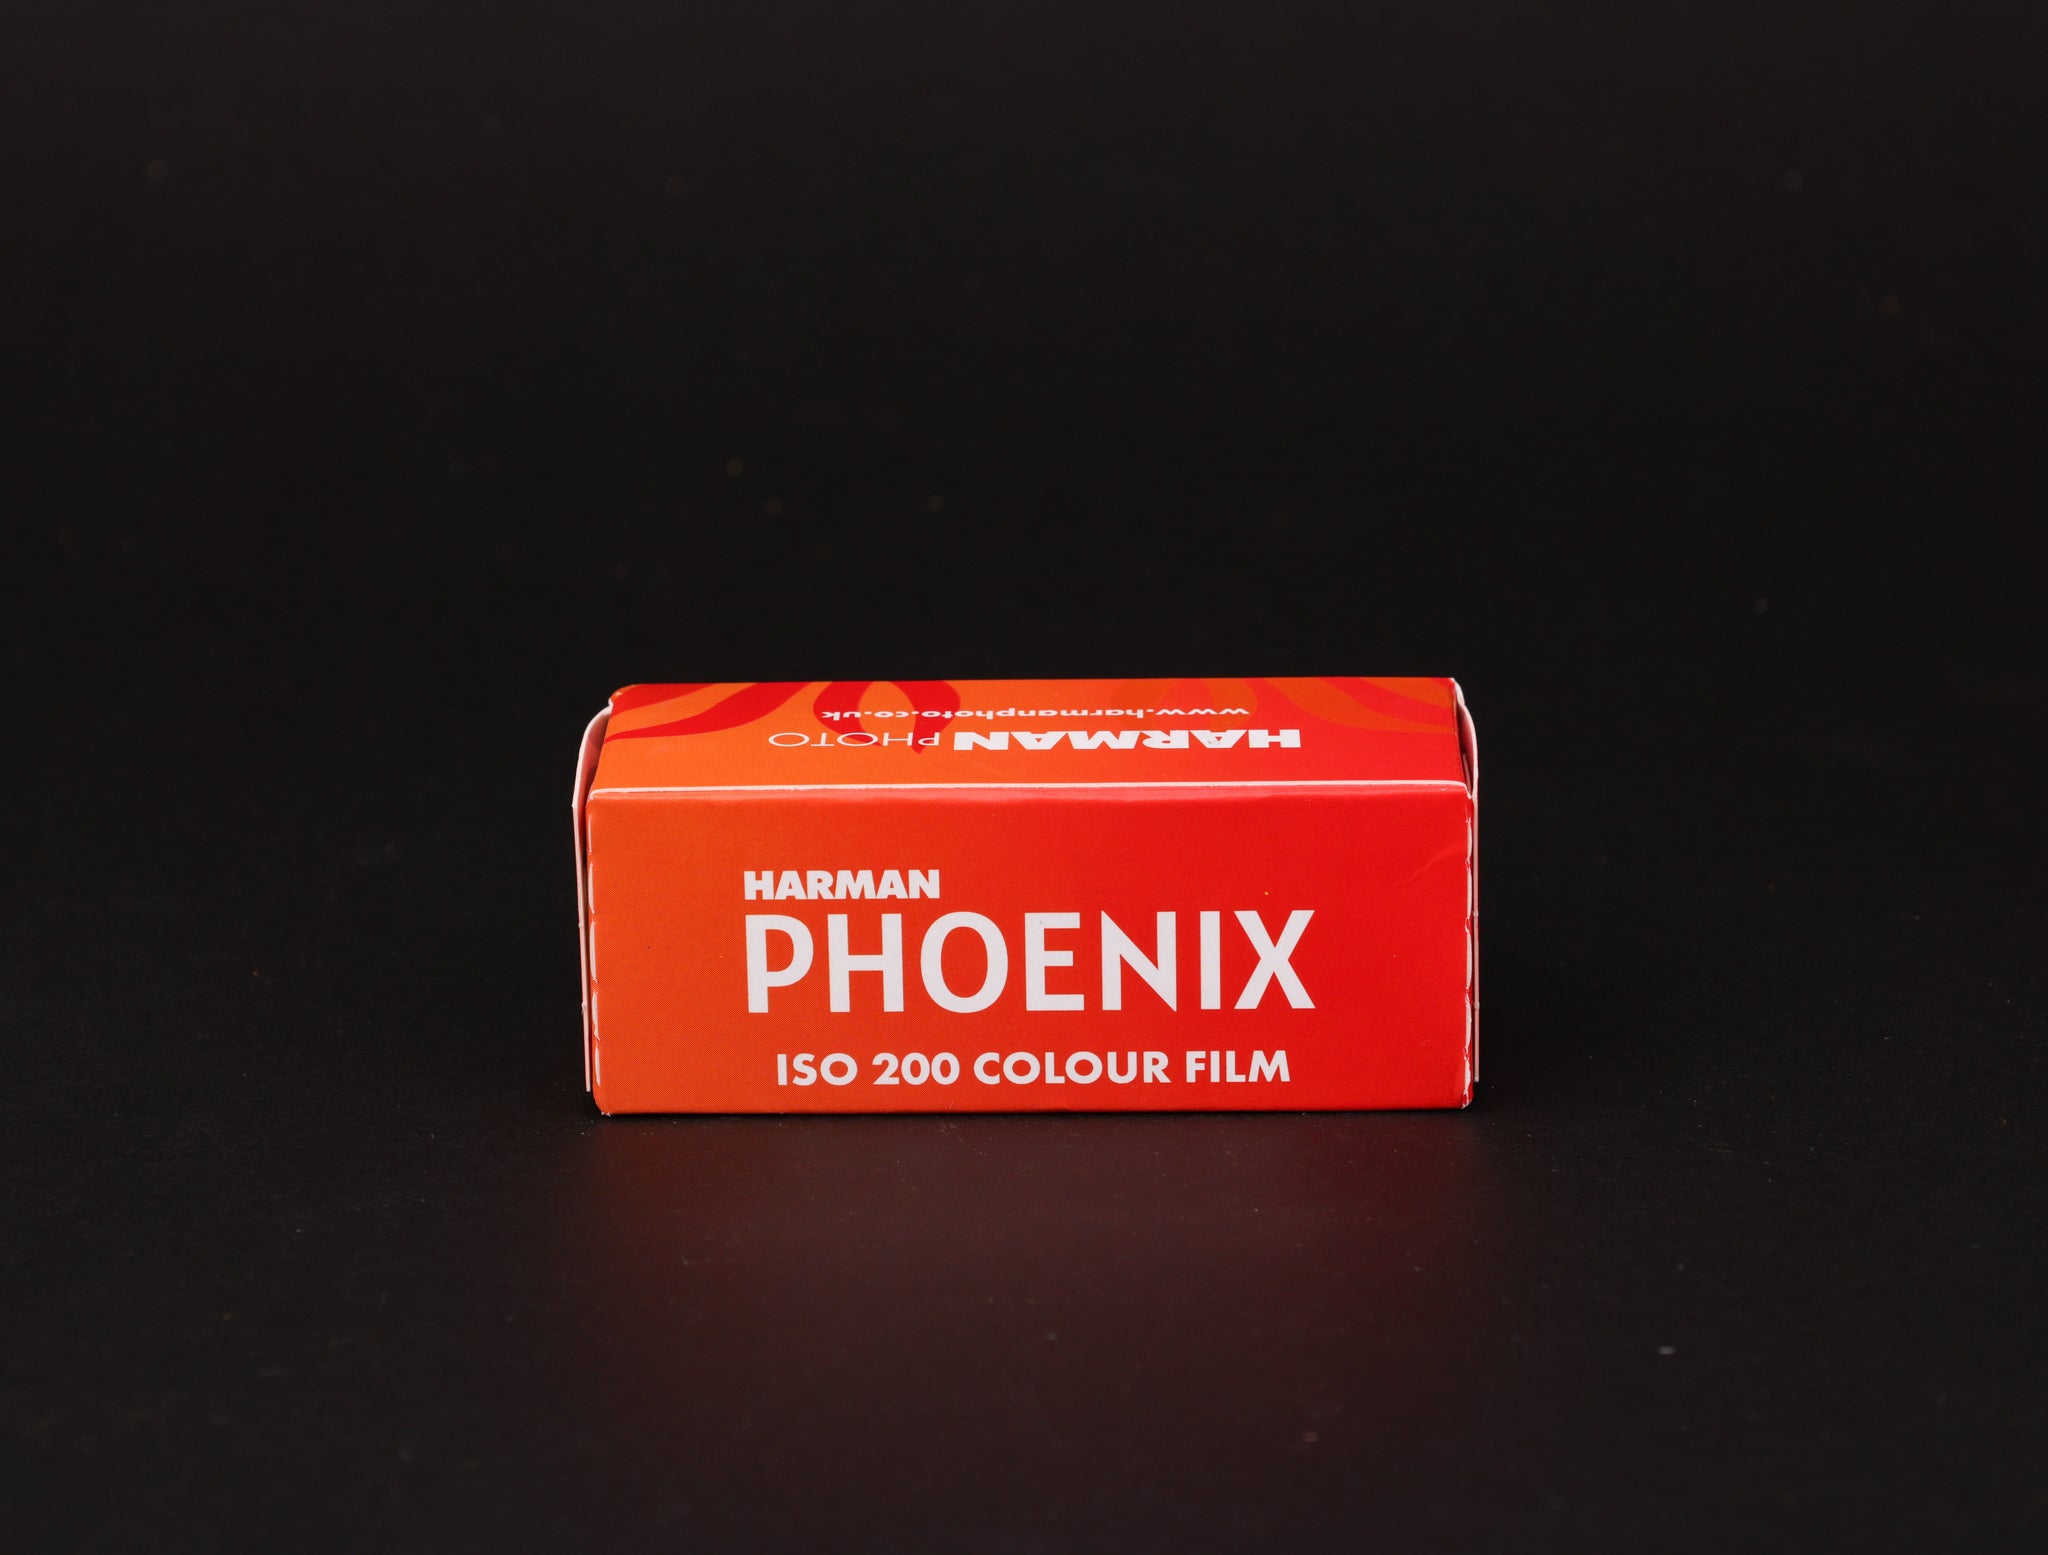 www.harmanphoto.co.uk
HARMAN PHOTO
HARMAN
PHOENIX
ISO 200 COLOUR FILM